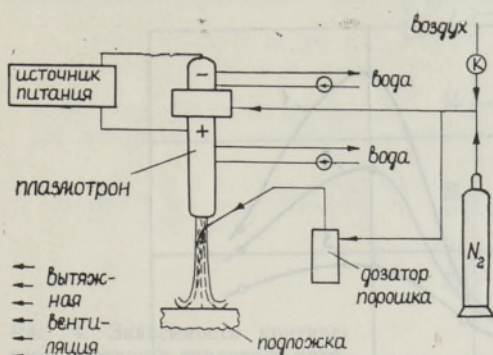 воздух
К
источник
питания
−
вода
+
вода
плазмотрон
N₂
дозатор
порошка
вытяж-
ная
венти-
ляция
подложка